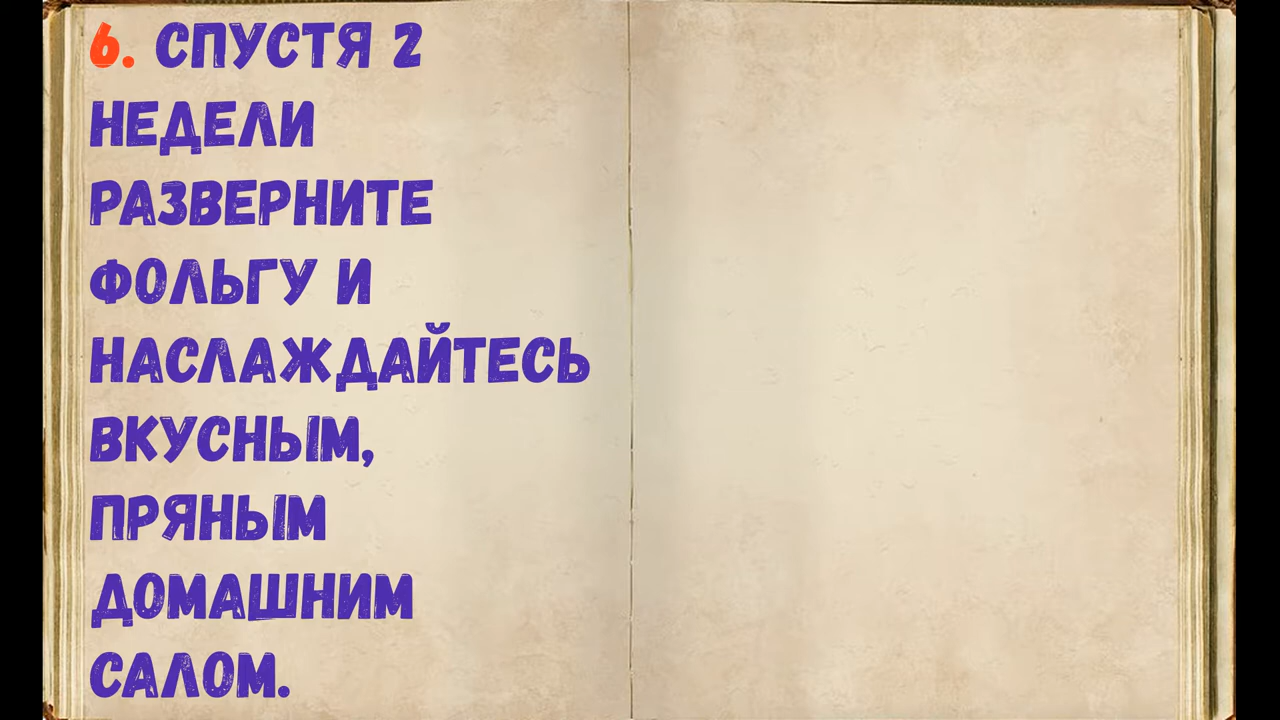 6. СПУСТЯ 2
НЕДЕЛИ
РАЗВЕРНИТЕ
ФОЛЬГУ И
НАСЛАЖДАЙТЕСЬ
ВКУСНЫМ,
ПРЯНЫМ
ДОМАШНИМ
САЛОМ.